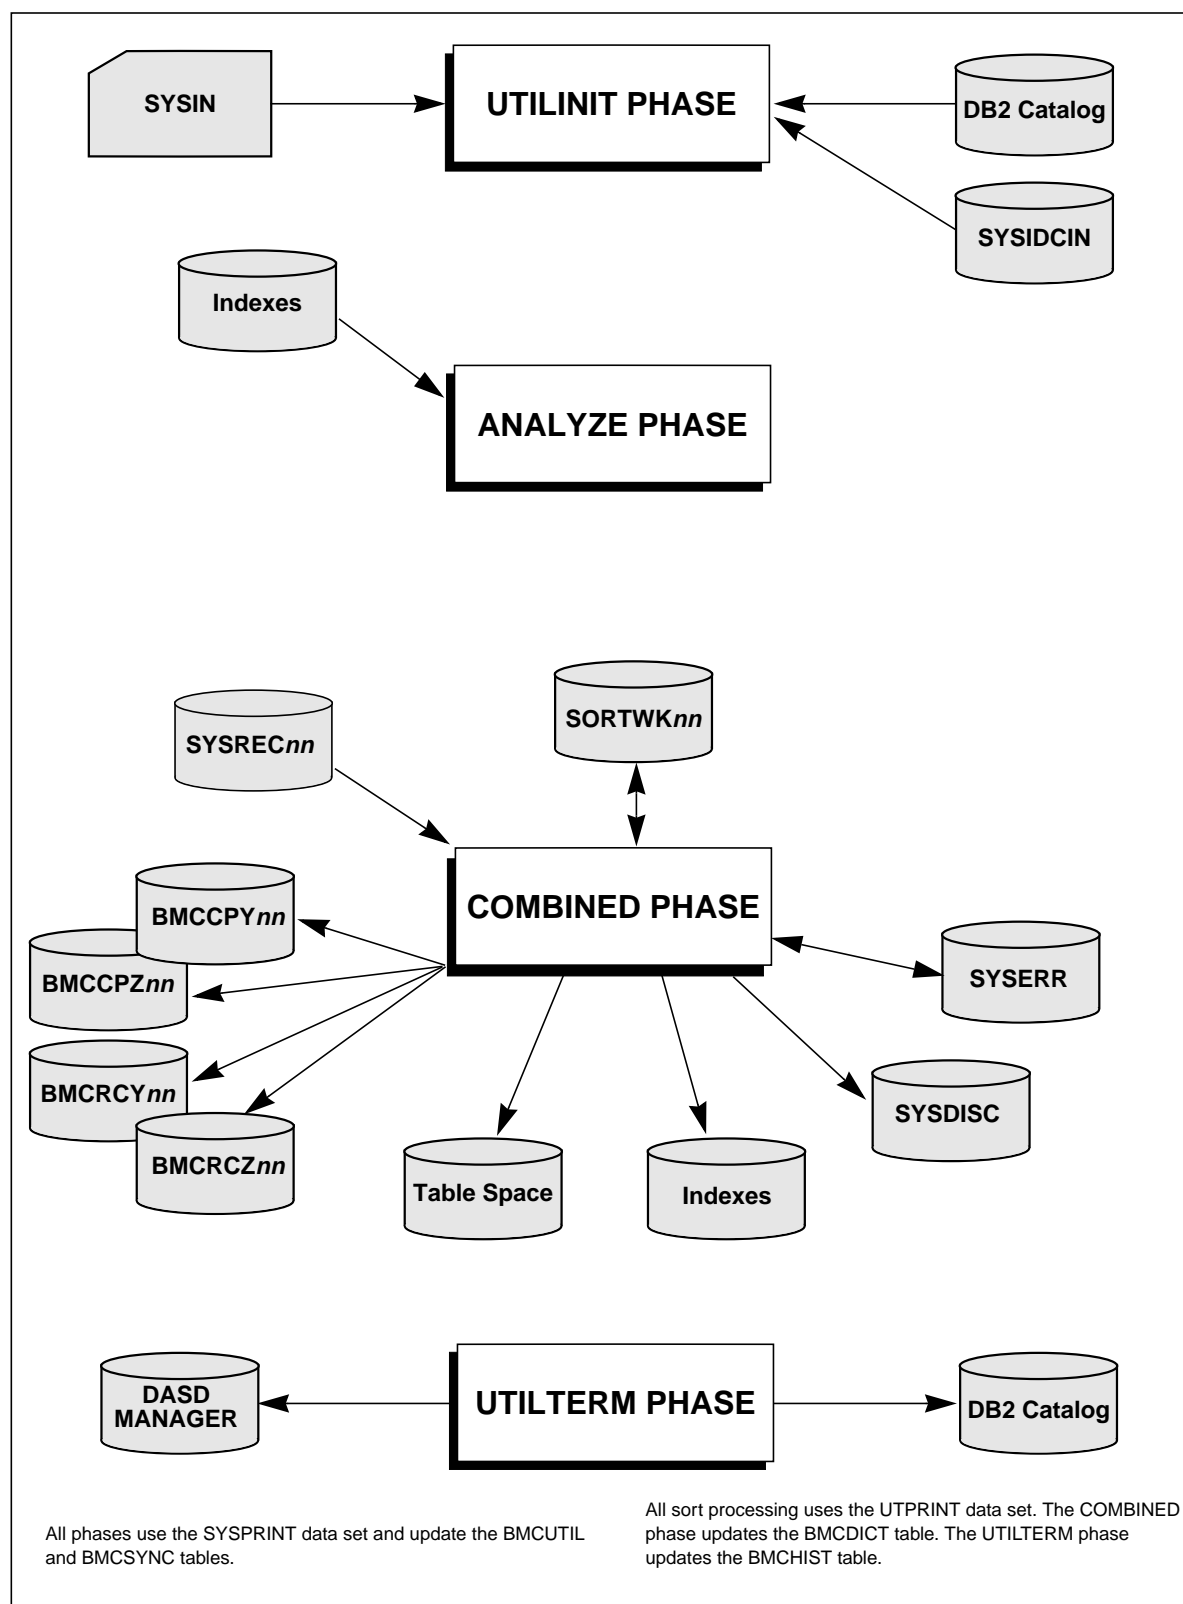 SYSIN
UTILINIT PHASE
DB2 Catalog
SYSIDCIN
Indexes
ANALYZE PHASE
SORTWKnn
SYSRECnn
COMBINED PHASE
BMCCPYnn
BMCCPZnn
SYSERR
BMCRCYnn
SYSDISC
BMCRCZnn
Table Space
Indexes
DASD
MANAGER
UTILTERM PHASE
DB2 Catalog
All phases use the SYSPRINT data set and update the BMCUTIL
and BMCSYNC tables.
All sort processing uses the UTPRINT data set. The COMBINED
phase updates the BMCDICT table. The UTILTERM phase
updates the BMCHIST table.